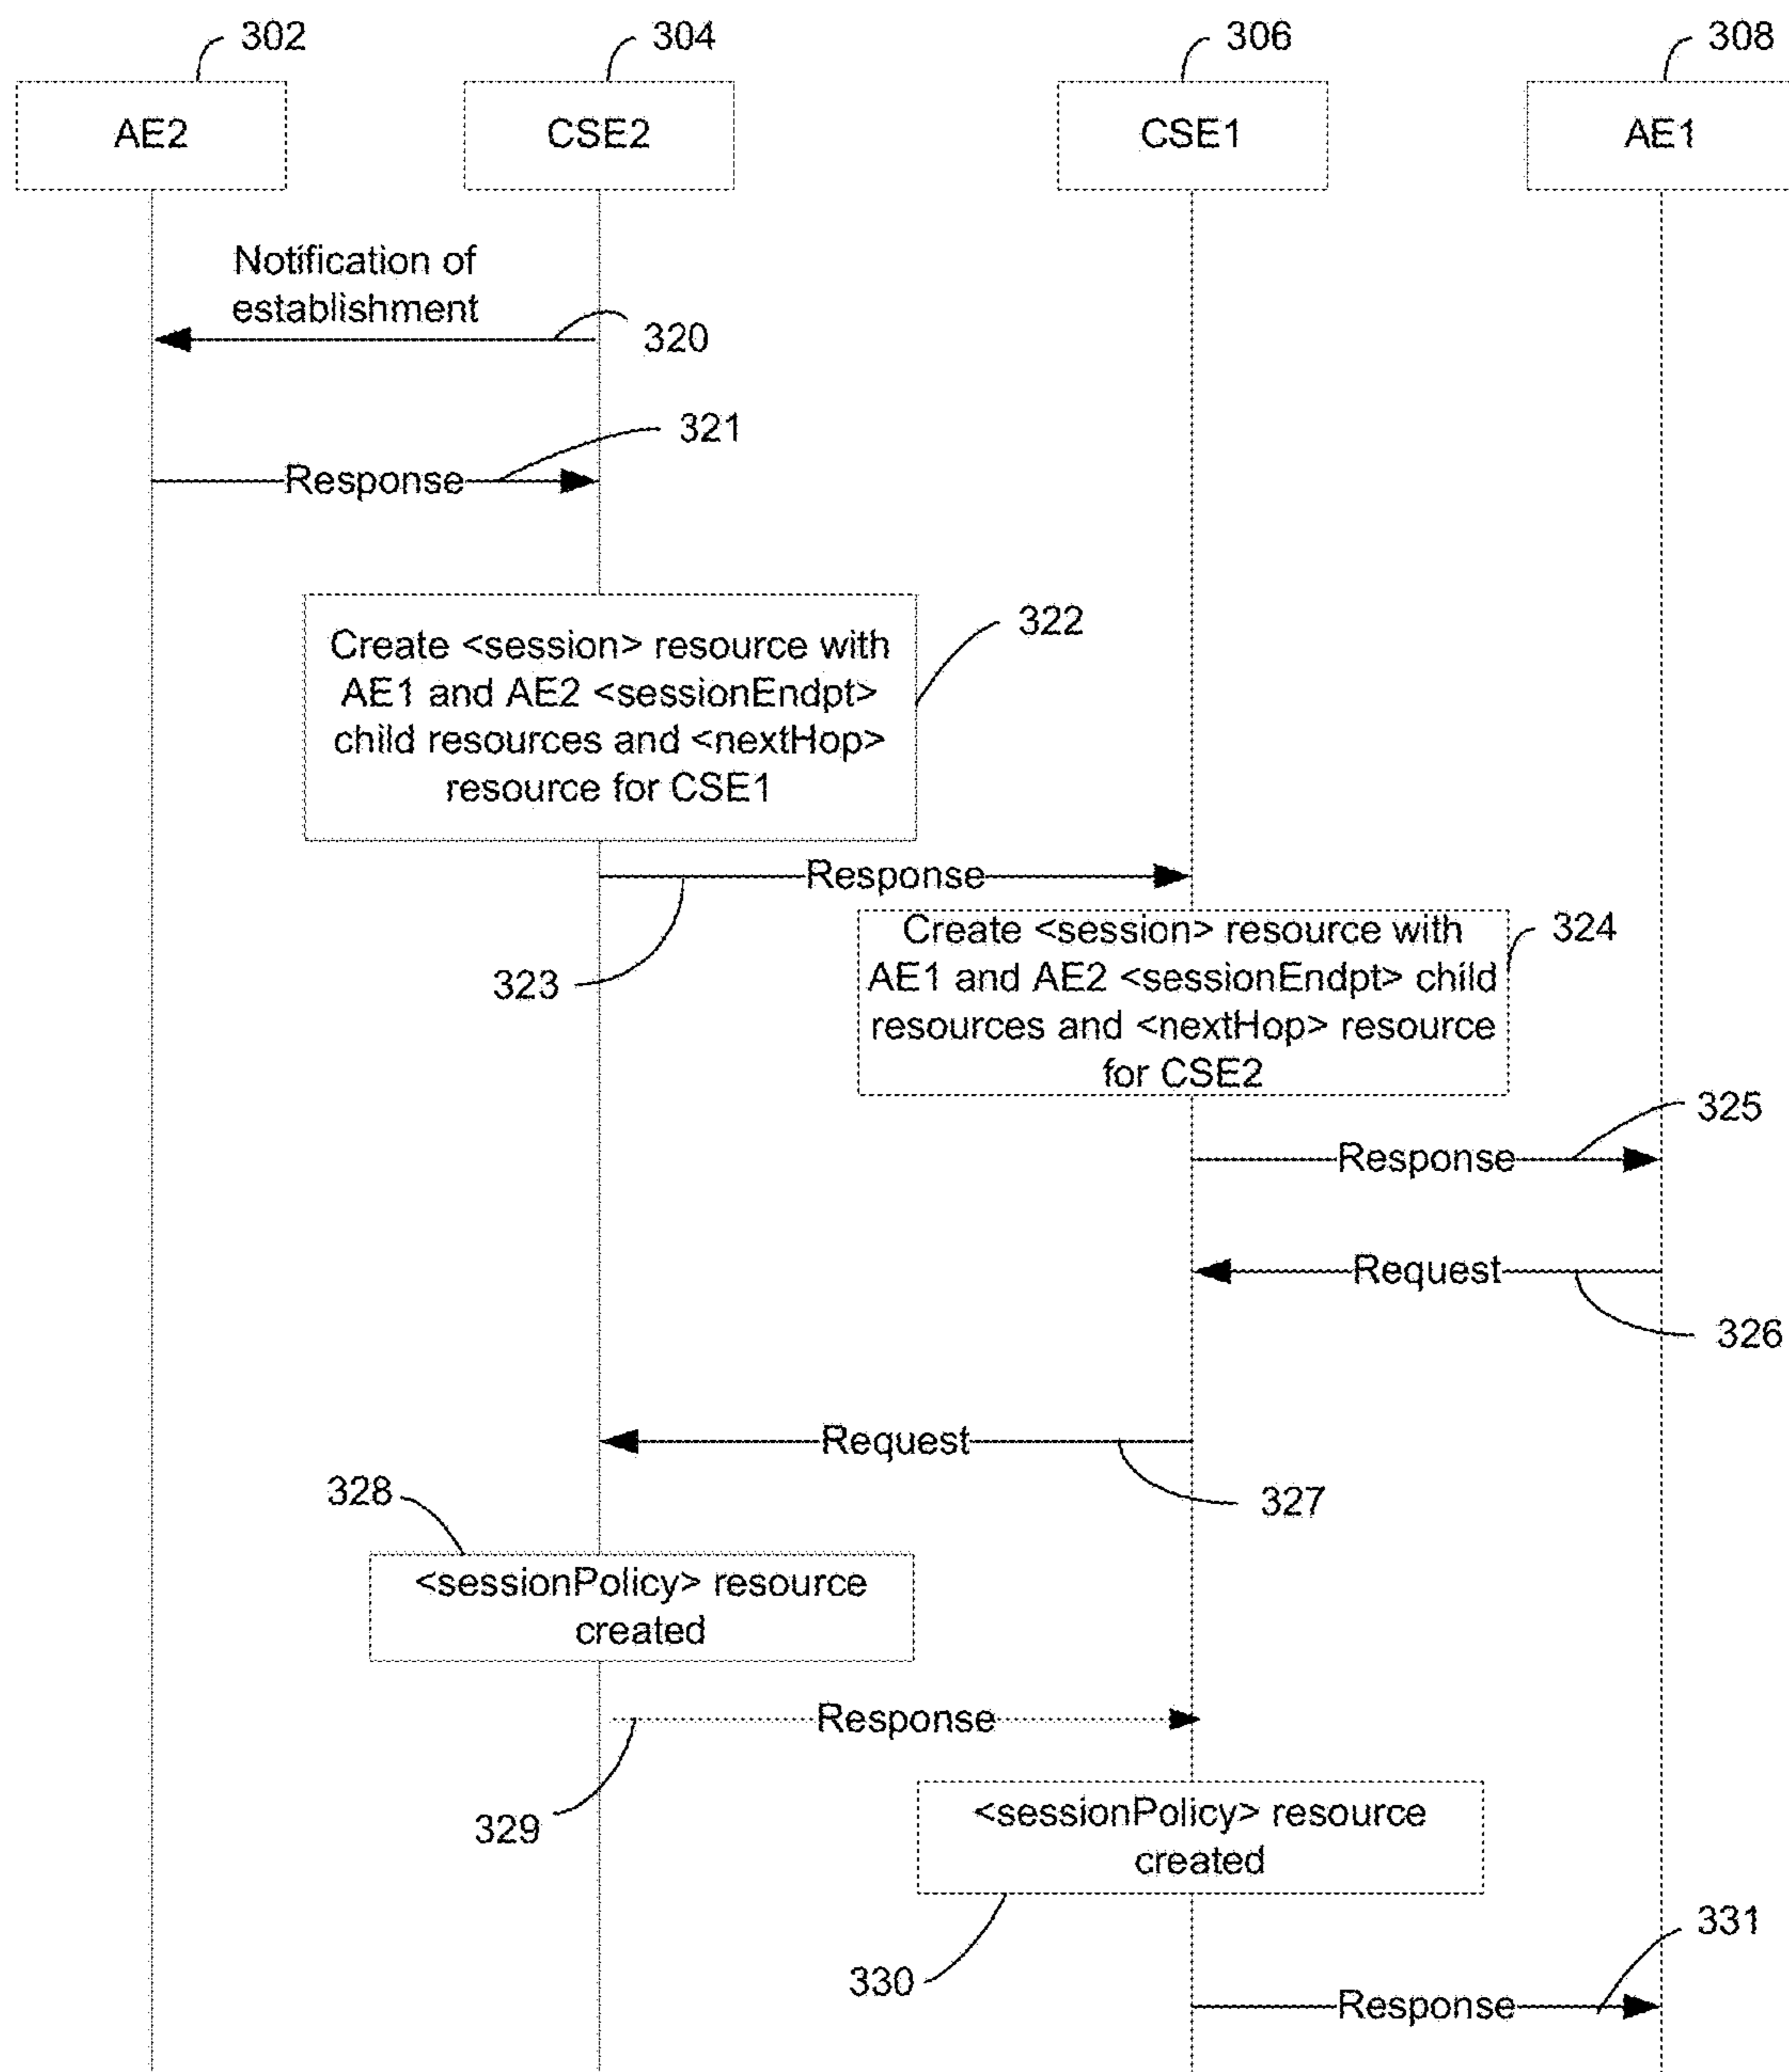 302
304
306
308
AE2
CSE2
CSE1
AE1
Notification of
establishment
320
321
Response
322
Create <session> resource with
AE1 and AE2 <sessionEndpt>
child resources and <nextHop>
resource for CSE1
Response
323
324
Create <session> resource with
AE1 and AE2 <sessionEndpt> child
resources and <nextHop> resource
for CSE2
325
Response
Request
326
Request
327
328
<sessionPolicy> resource
created
Response
329
<sessionPolicy> resource
created
330
331
Response